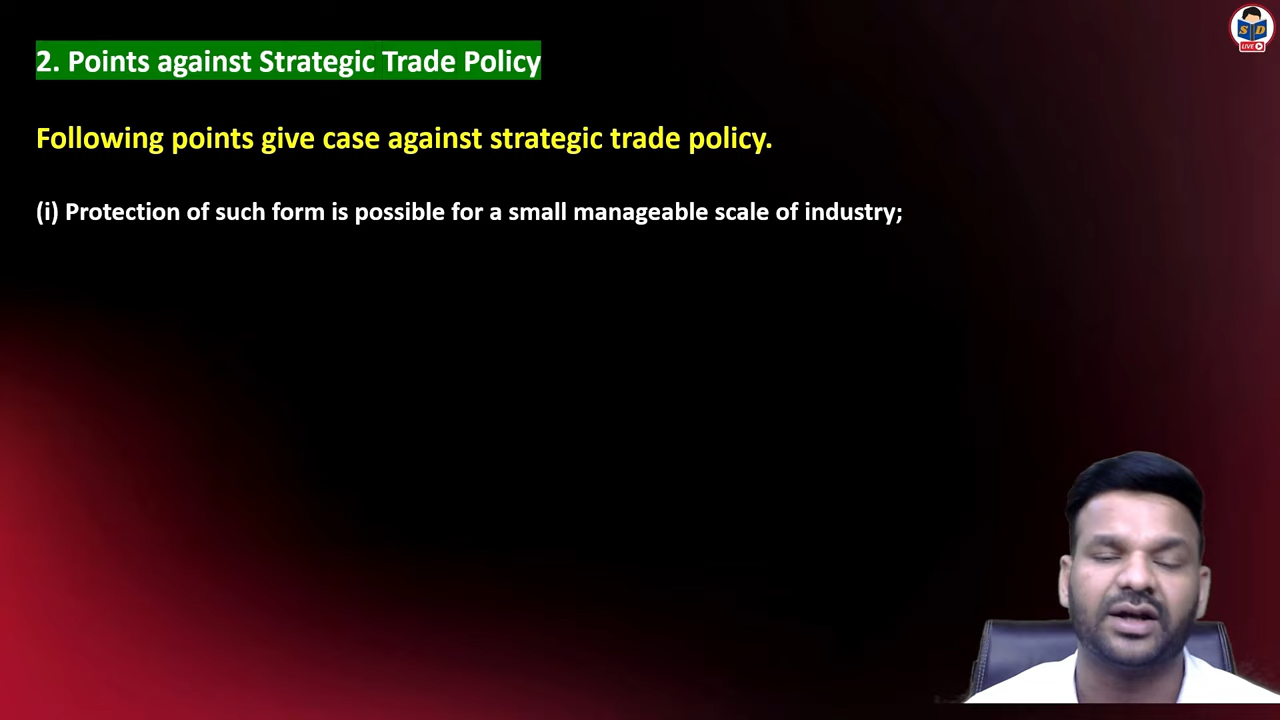 S D
LIVE
2. Points against Strategic Trade Policy
Following points give case against strategic trade policy.
(i) Protection of such form is possible for a small manageable scale of industry;